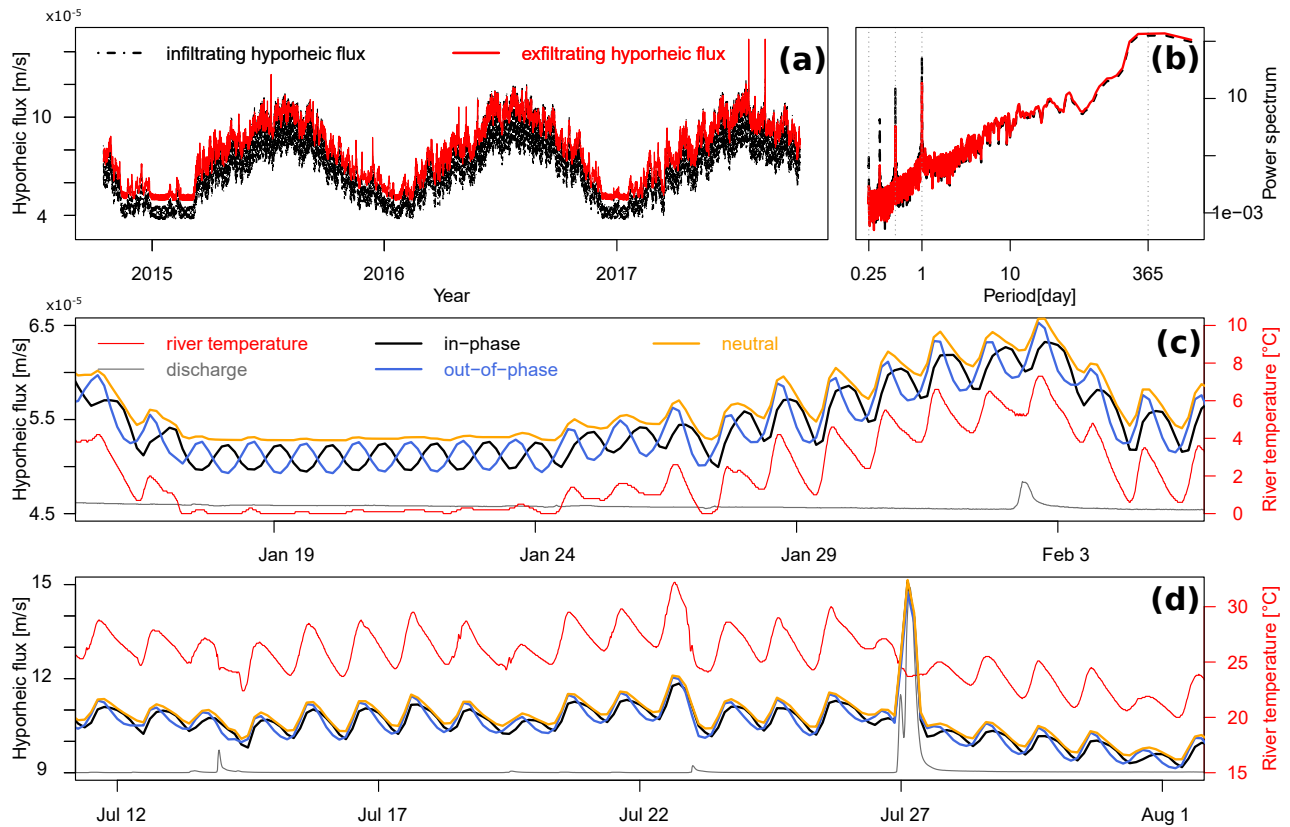 x10⁻⁵
infiltrating hyporheic flux
exfiltrating hyporheic flux
(a)
Hyporheic flux [m/s]
10
4
2015
2016
2017
Year
(b)
Power spectrum
10
1e−03
0.25
1
10
365
Period[day]
x10⁻⁵
6.5
5.5
4.5
Hyporheic flux [m/s]
river temperature
in−phase
neutral
discharge
out−of−phase
(c)
10
8
6
4
2
0
River temperature [°C]
Jan 19
Jan 24
Jan 29
Feb 3
15
12
9
Hyporheic flux [m/s]
(d)
30
25
20
15
River temperature [°C]
Jul 12
Jul 17
Jul 22
Jul 27
Aug 1